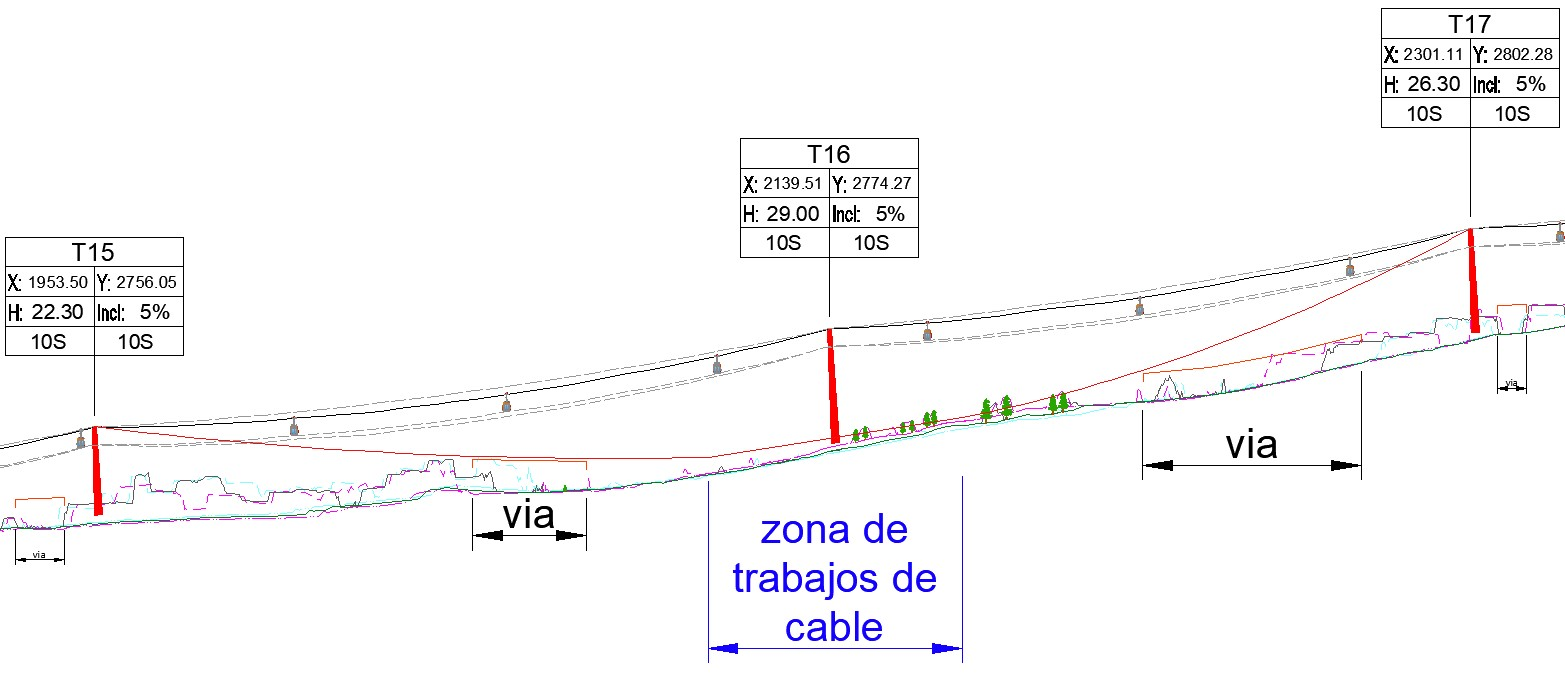 T17
X: 2301.11 Y: 2802.28
H: 26.30 Incl: 5%
10S 10S
T16
X: 2139.51 Y: 2774.27
H: 29.00 Incl: 5%
10S 10S
T15
X: 1953.50 Y: 2756.05
H: 22.30 Incl: 5%
10S 10S
via
via
via
via
zona de
trabajos de
cable